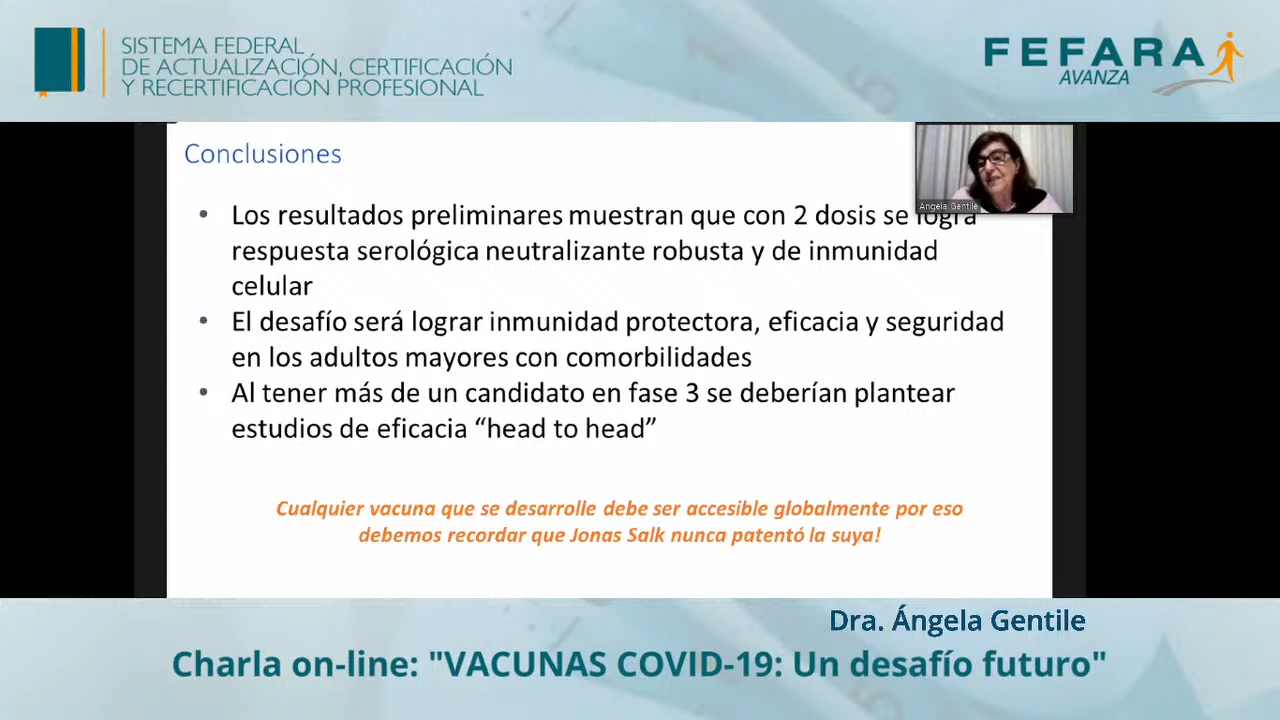 SISTEMA FEDERAL
DE ACTUALIZACIÓN, CERTIFICACIÓN
Y RECERTIFICACIÓN PROFESIONAL
FEFARA
AVANZA
Conclusiones
Angela Gentile
• Los resultados preliminares muestran que con 2 dosis se logra
respuesta serológica neutralizante robusta y de inmunidad
celular
• El desafío será lograr inmunidad protectora, eficacia y seguridad
en los adultos mayores con comorbilidades
• Al tener más de un candidato en fase 3 se deberían plantear
estudios de eficacia “head to head”
Cualquier vacuna que se desarrolle debe ser accesible globalmente por eso
debemos recordar que Jonas Salk nunca patentó la suya!
Dra. Ángela Gentile
Charla on-line: "VACUNAS COVID-19: Un desafío futuro"